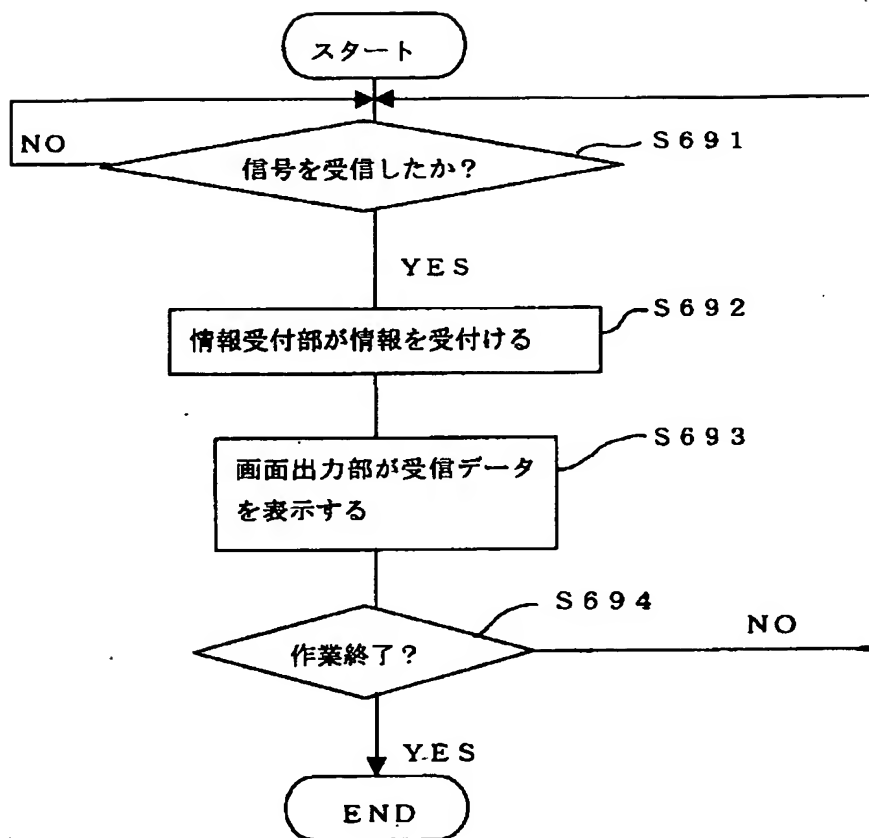 スタート
NO
信号を受信したか？
S691
YES
情報受付部が情報を受付ける
S692
画面出力部が受信データ
を表示する
S693
作業終了？
S694
NO
YES
END